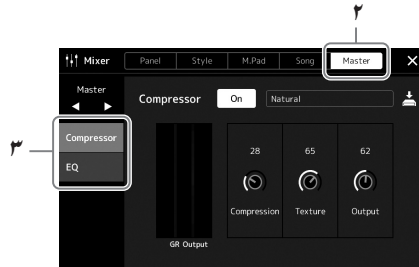 ۲
Mixer Panel Style M.Pad Song Master
Master
Compressor On Natural
Compressor
۳
EQ
28 65 62
Compression Texture Output
GR Output